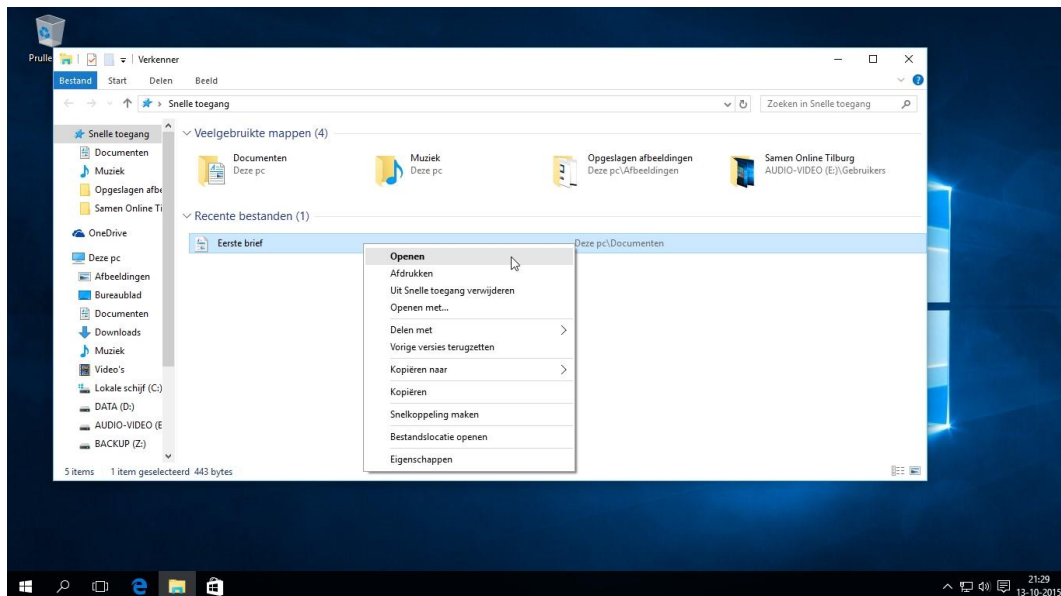 Prulle
Verkenner
Bestand Start Delen Beeld
Snelle toegang
Zoeken in Snelle toegang
Snelle toegang
Documenten
Muziek
Opgeslagen afbe
Samen Online Ti
OneDrive
Deze pc
Afbeeldingen
Bureaublad
Documenten
Downloads
Muziek
Video's
Lokale schijf (C:)
DATA (D:)
AUDIO-VIDEO (E
BACKUP (Z:)
Veelgebruikte mappen (4)
Documenten
Deze pc
Muziek
Deze pc
Opgeslagen afbeeldingen
Deze pc\Afbeeldingen
Samen Online Tilburg
AUDIO-VIDEO (E:)\Gebruikers
Recente bestanden (1)
Eerste brief Deze pc\Documenten
Openen
Afdrukken
Uit Snelle toegang verwijderen
Openen met...
Delen met
Vorige versies terugzetten
Kopiëren naar
Kopiëren
Snelkoppeling maken
Bestandslocatie openen
Eigenschappen
5 items 1 item geselecteerd 443 bytes
21:29
13-10-2015